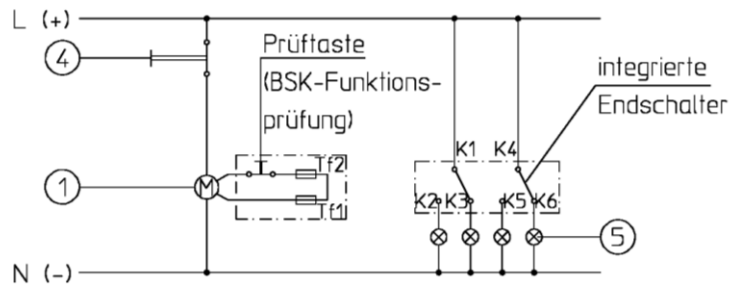 L (+)
4
Prüftaste
(BSK-Funktions-
prüfung)
integrierte
Endschalter
K1 K4
Tf2
1
M
K2 K3 K5 K6
Tf1
5
N (-)